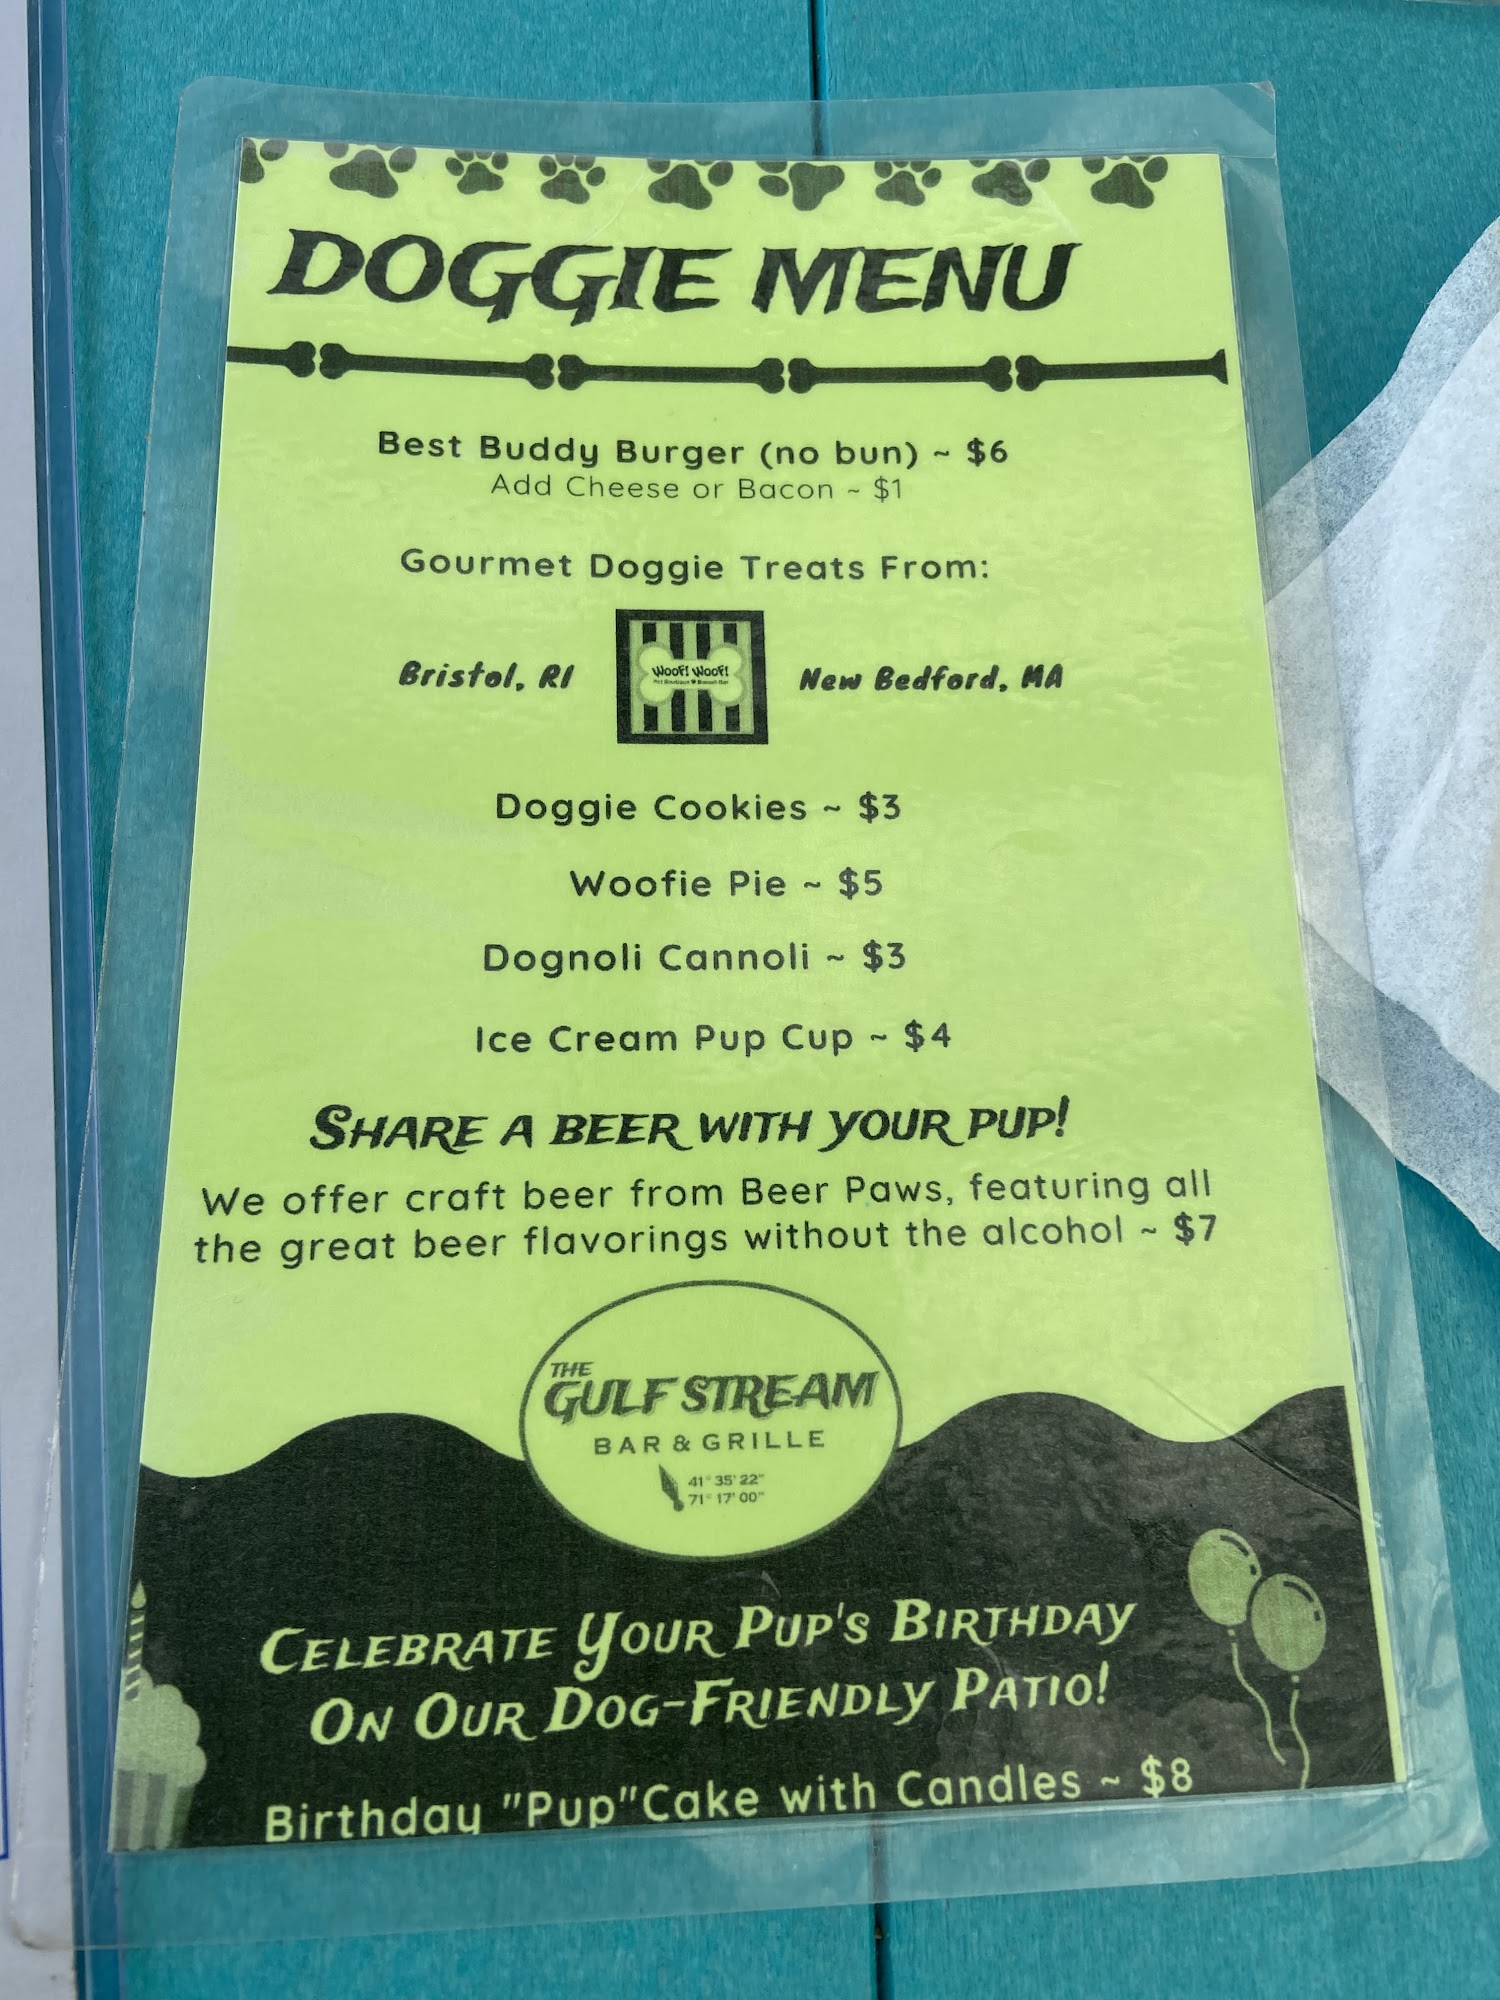 DOGGIE MENU
Best Buddy Burger (no bun) ~ $6
Add Cheese or Bacon ~ $1
Gourmet Doggie Treats From:
Bristol, RI
Woof! Woof!
Pet Boutique ♥ Biscuit Bar
New Bedford, MA
Doggie Cookies ~ $3
Woofie Pie ~ $5
Dognoli Cannoli ~ $3
Ice Cream Pup Cup ~ $4
SHARE A BEER WITH YOUR PUP!
We offer craft beer from Beer Paws, featuring all
the great beer flavorings without the alcohol ~ $7
THE
GULF STREAM
BAR & GRILLE
41° 35' 22"
71° 17' 00"
CELEBRATE YOUR PUP'S BIRTHDAY
ON OUR DOG-FRIENDLY PATIO!
Birthday "Pup"Cake with Candles ~ $8